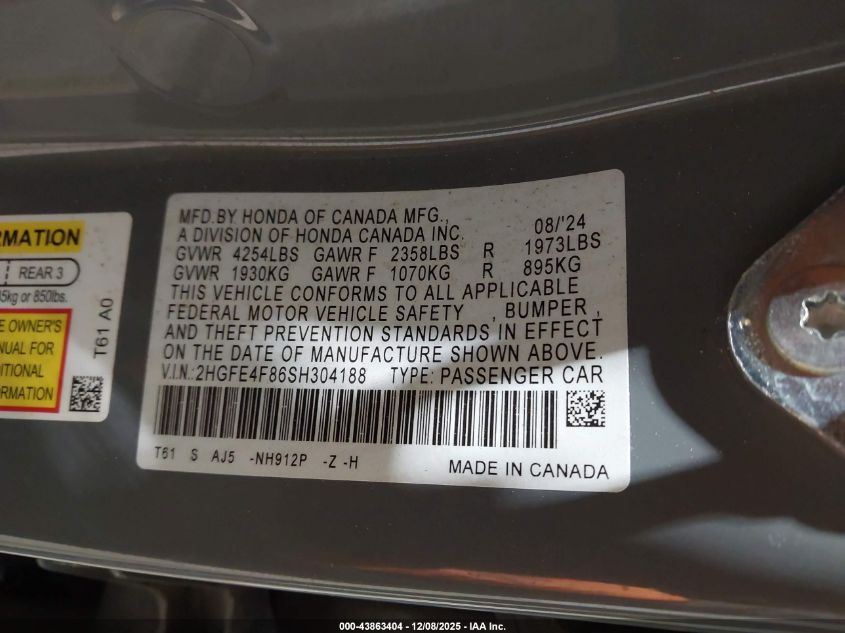 RMATION
REAR 3
5kg or 850lbs.
E OWNER'S
NUAL FOR
DITIONAL
ORMATION
T61 A0
MFD.BY HONDA OF CANADA MFG.,
A DIVISION OF HONDA CANADA INC. 08/'24
GVWR 4254LBS GAWR F 2358LBS R 1973LBS
GVWR 1930KG GAWR F 1070KG R 895KG
THIS VEHICLE CONFORMS TO ALL APPLICABLE
FEDERAL MOTOR VEHICLE SAFETY , BUMPER ,
AND THEFT PREVENTION STANDARDS IN EFFECT
ON THE DATE OF MANUFACTURE SHOWN ABOVE.
V.I.N.:2HGFE4F86SH304188 TYPE: PASSENGER CAR
T61 S AJ5 -NH912P -Z -H
MADE IN CANADA
000-43863404 - 12/08/2025 - IAA Inc.